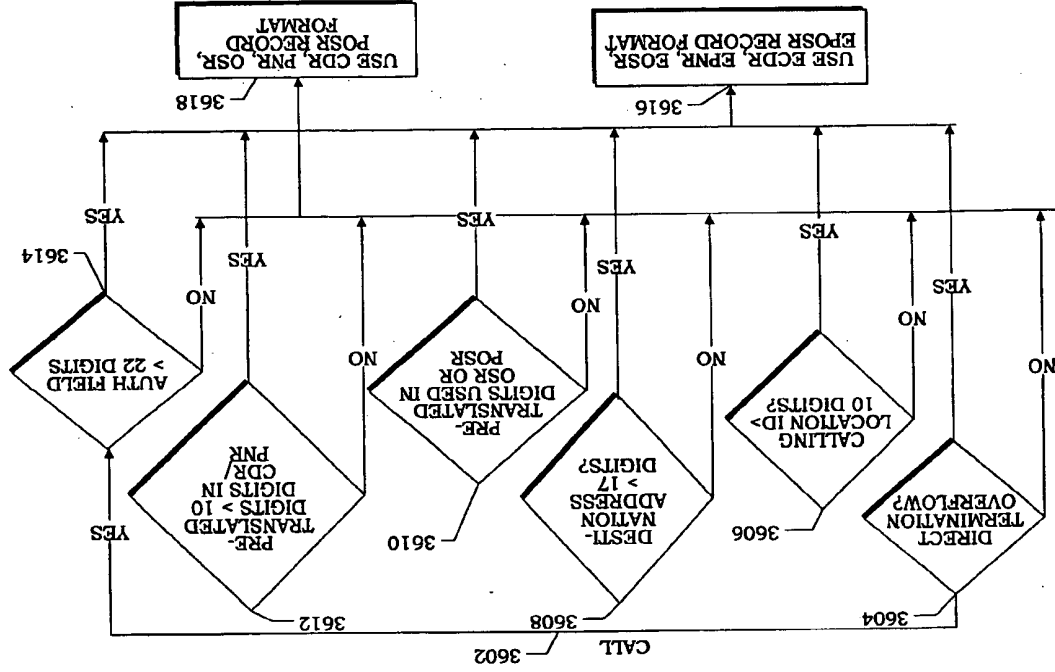 CALL
3602
3604
DIRECT
TERMINATION
OVERFLOW?
NO
YES
3606
CALLING
LOCATION ID>
10 DIGITS?
NO
YES
3608
DESTI-
NATION
ADDRESS
> 17
DIGITS?
NO
YES
3610
PRE-
TRANSLATED
DIGITS USED IN
OSR OR
POSR
NO
YES
3612
PRE-
TRANSLATED
DIGITS > 10
DIGITS IN
CDR/
PNR
NO
YES
YES
AUTH FIELD
> 22 DIGITS
3614
NO
YES
3616
USE ECDR, EPNR, EOSR,
EPOSR RECORD FORMAT
3618
USE CDR, PNR, OSR,
POSR RECORD
FORMAT